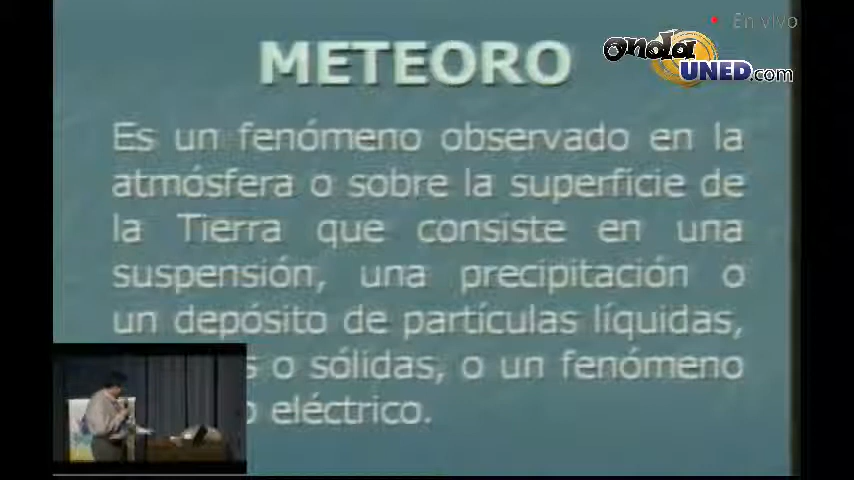 En vivo
onda
UNED.com
METEORO
Es un fenómeno observado en la
atmósfera o sobre la superficie de
la Tierra que consiste en una
suspensión, una precipitación o
un depósito de partículas líquidas,
s o sólidas, o un fenómeno
o eléctrico.